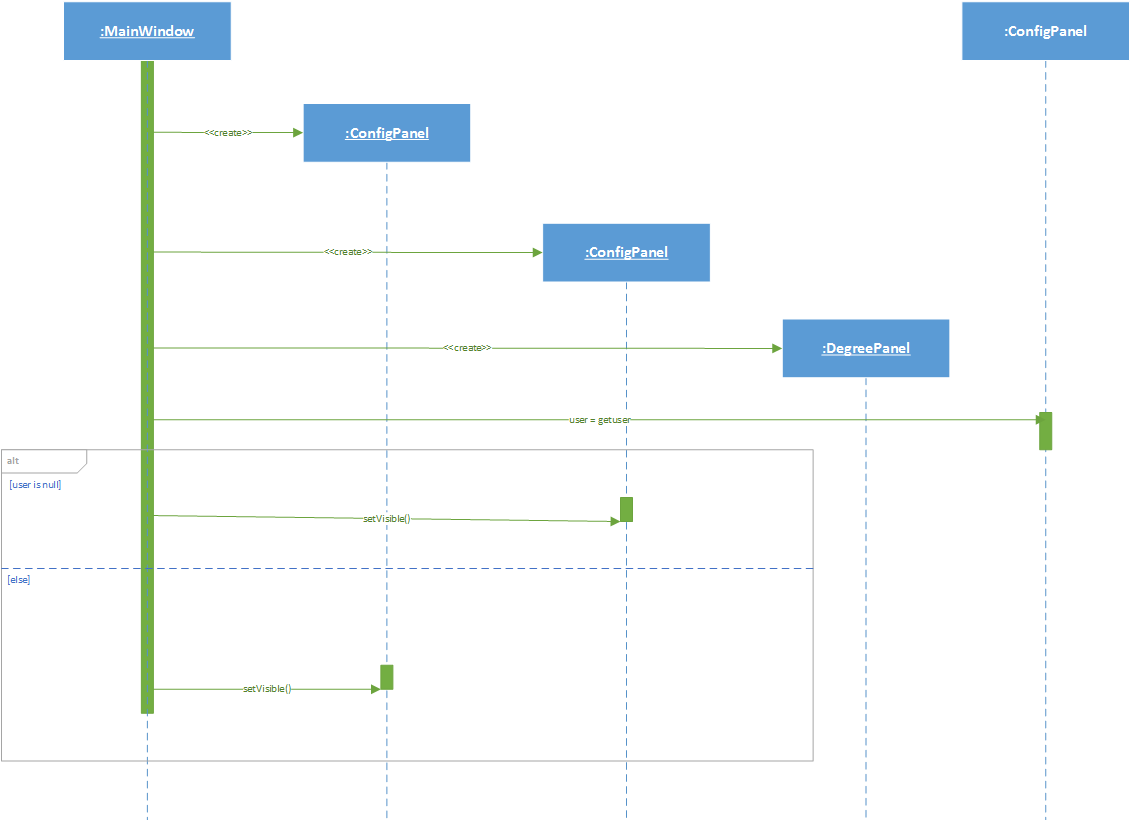 :MainWindow
:ConfigPanel
<<create>>
:ConfigPanel
<<create>>
:ConfigPanel
<<create>>
:DegreePanel
user = getuser
alt
[user is null]
setVisible()
[else]
setVisible()